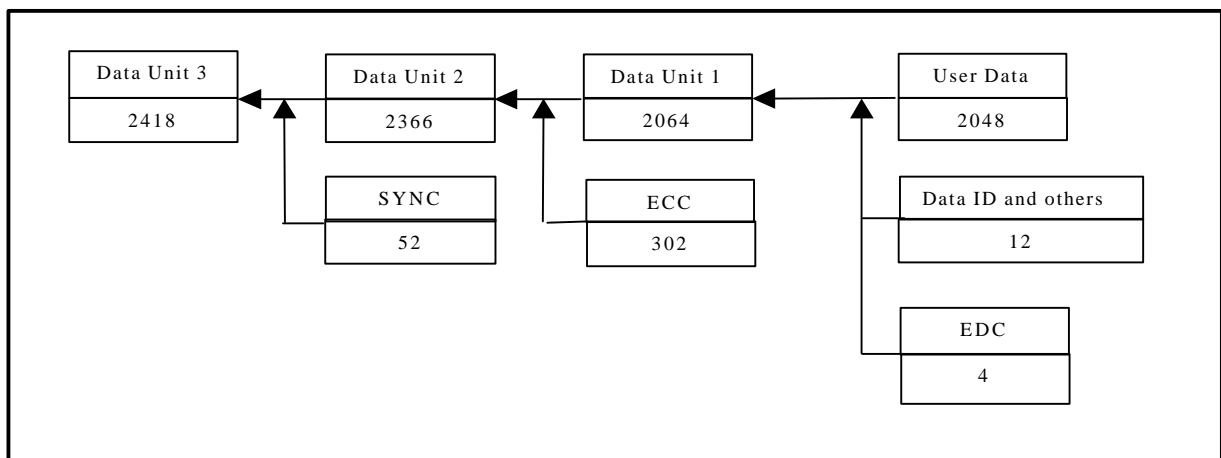 Data Unit 3
2418
Data Unit 2
2366
Data Unit 1
2064
User Data
2048
SYNC
52
ECC
302
Data ID and others
12
EDC
4